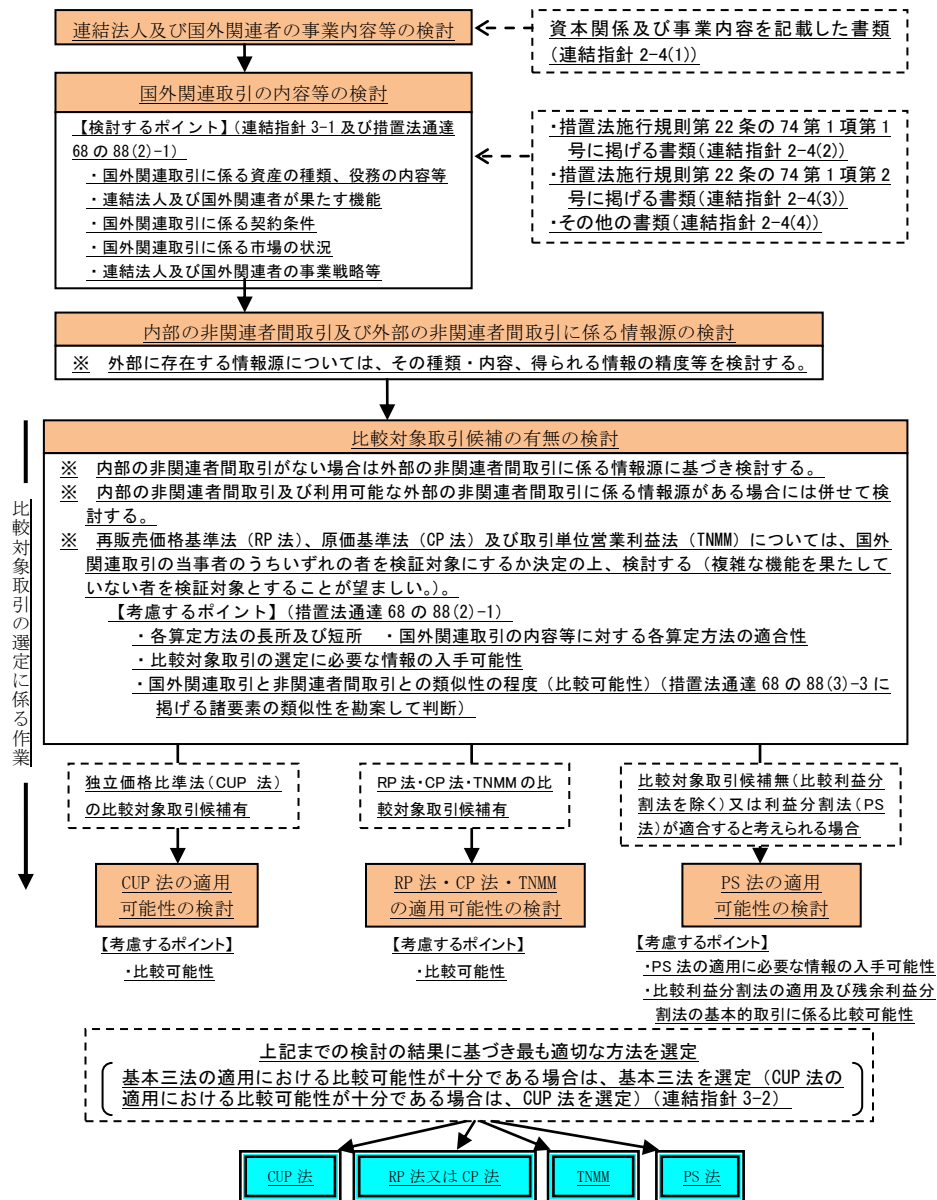 連結法人及び国外関連者の事業内容等の検討
資本関係及び事業内容を記載した書類
(連結指針 2-4(1))
国外関連取引の内容等の検討
【検討するポイント】(連結指針 3-1 及び措置法通達
68 の 88(2)-1)
・国外関連取引に係る資産の種類、役務の内容等
・連結法人及び国外関連者が果たす機能
・国外関連取引に係る契約条件
・国外関連取引に係る市場の状況
・連結法人及び国外関連者の事業戦略等
・措置法施行規則第 22 条の 74 第 1 項第 1
号に掲げる書類(連結指針 2-4(2))
・措置法施行規則第 22 条の 74 第 1 項第 2
号に掲げる書類(連結指針 2-4(3))
・その他の書類(連結指針 2-4(4))
内部の非関連者間取引及び外部の非関連者間取引に係る情報源の検討
※ 外部に存在する情報源については、その種類・内容、得られる情報の精度等を検討する。
比較対象取引の選定に係る作業
比較対象取引候補の有無の検討
※ 内部の非関連者間取引がない場合は外部の非関連者間取引に係る情報源に基づき検討する。
※ 内部の非関連者間取引及び利用可能な外部の非関連者間取引に係る情報源がある場合には併せて検
討する。
※ 再販売価格基準法(RP 法)、原価基準法(CP 法)及び取引単位営業利益法(TNMM)については、国外
関連取引の当事者のうちいずれの者を検証対象にするか決定の上、検討する(複雑な機能を果たして
いない者を検証対象とすることが望ましい。)。
【考慮するポイント】(措置法通達 68 の 88(2)-1)
・各算定方法の長所及び短所 ・国外関連取引の内容等に対する各算定方法の適合性
・比較対象取引の選定に必要な情報の入手可能性
・国外関連取引と非関連者間取引との類似性の程度(比較可能性)(措置法通達 68 の 88(3)-3 に
掲げる諸要素の類似性を勘案して判断)
独立価格比準法(CUP 法)
の比較対象取引候補有
RP 法・CP 法・TNMM の比
較対象取引候補有
比較対象取引候補無(比較利益分
割法を除く)又は利益分割法(PS
法)が適合すると考えられる場合
CUP 法の適用
可能性の検討
RP 法・CP 法・TNMM
の適用可能性の検討
PS 法の適用
可能性の検討
【考慮するポイント】
・比較可能性
【考慮するポイント】
・比較可能性
【考慮するポイント】
・PS 法の適用に必要な情報の入手可能性
・比較利益分割法の適用及び残余利益分
割法の基本的取引に係る比較可能性
上記までの検討の結果に基づき最も適切な方法を選定
基本三法の適用における比較可能性が十分である場合は、基本三法を選定(CUP 法の
適用における比較可能性が十分である場合は、CUP 法を選定)(連結指針 3-2)
CUP 法
RP 法又は CP 法
TNMM
PS 法